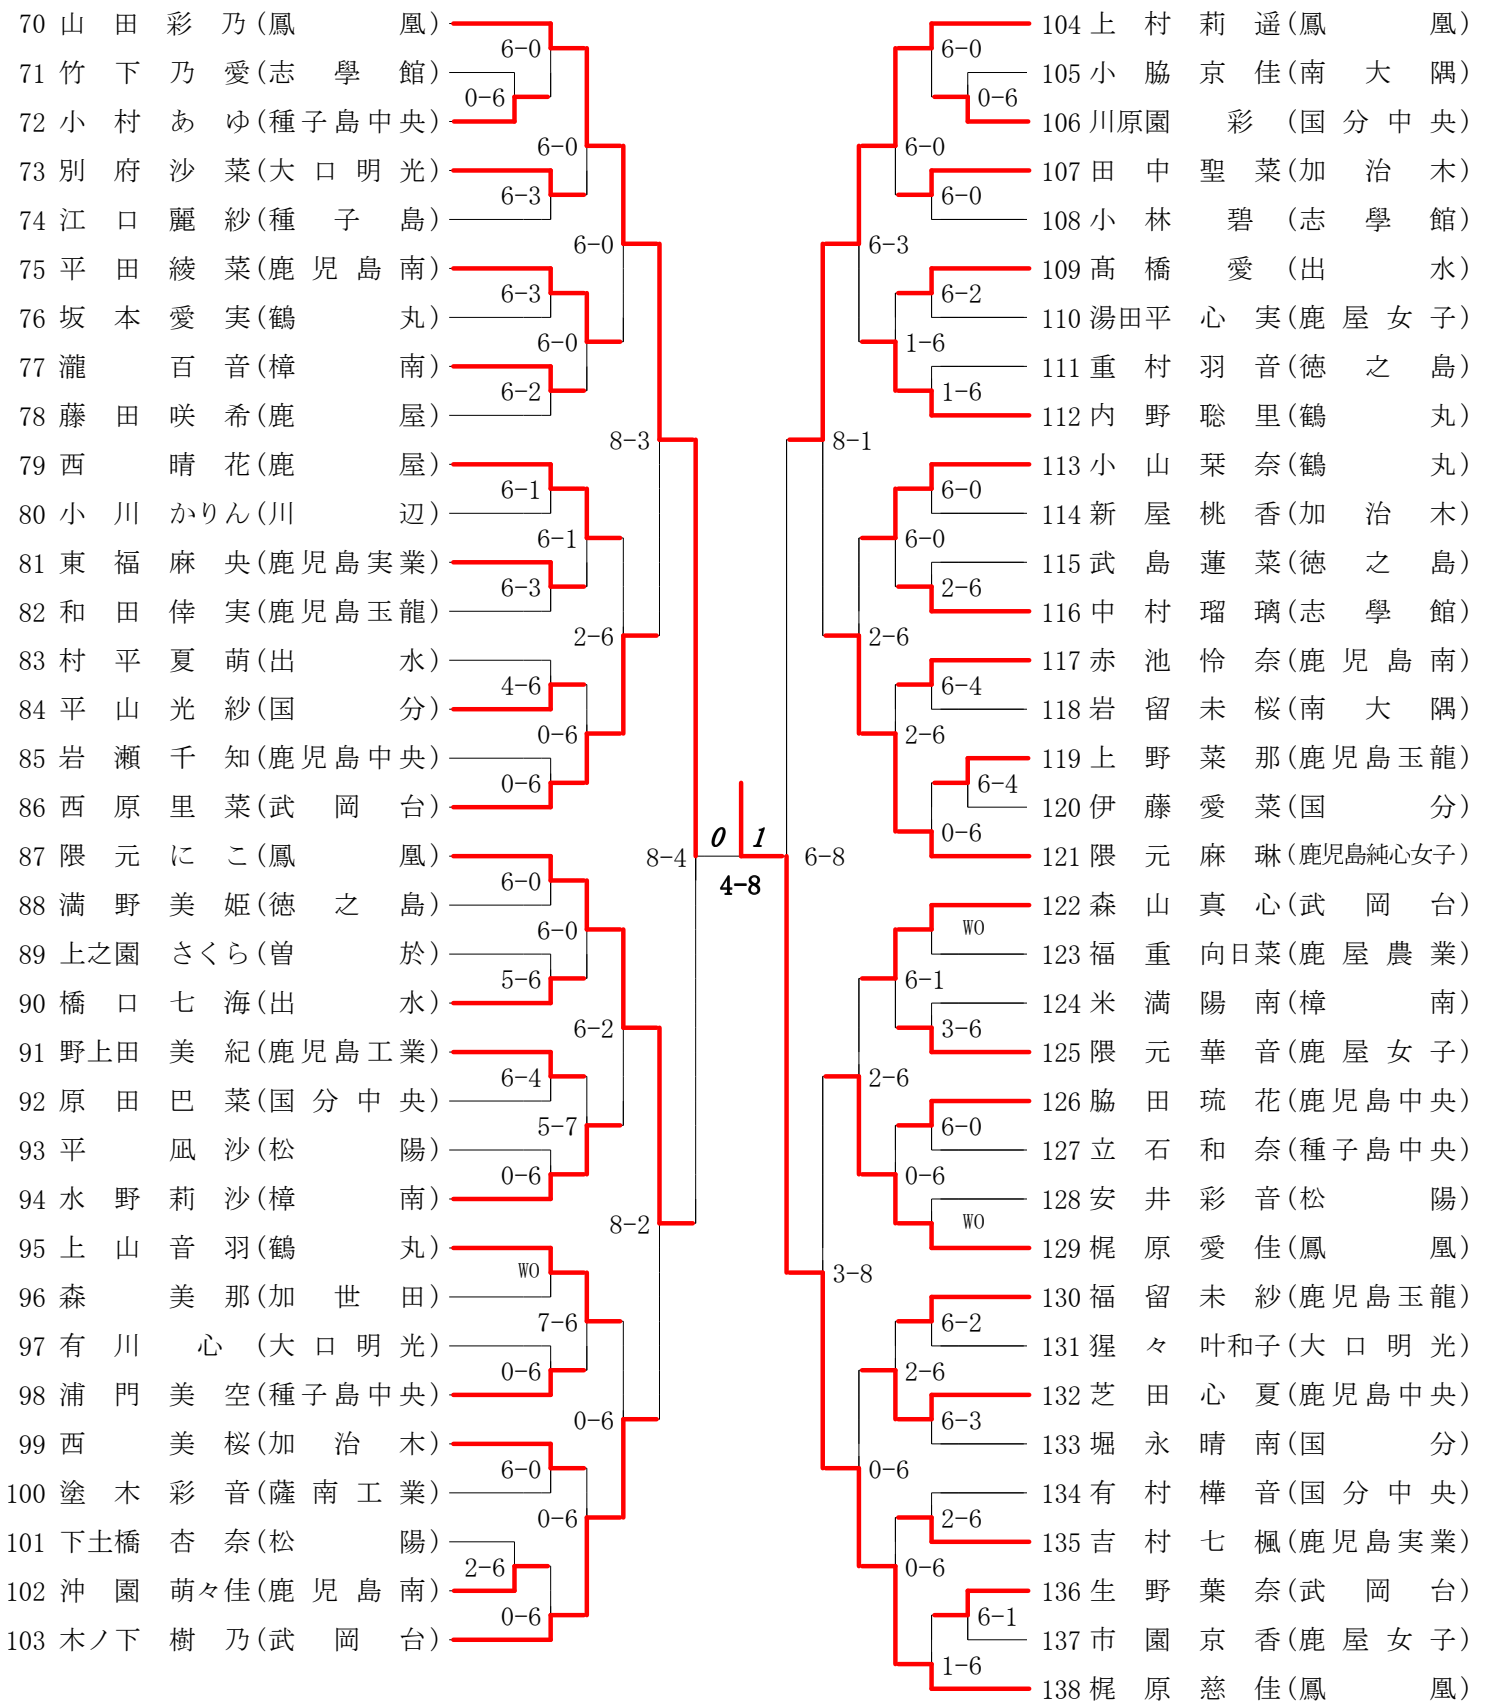 70 山田彩乃(鳳凰)
6-0
71 竹下乃愛(志學館)
0-6
72 小村あゆ(種子島中央)
6-0
73 別府沙菜(大口明光)
6-3
74 江口麗紗(種子島)
6-0
75 平田綾菜(鹿児島南)
6-3
76 坂本愛実(鶴丸)
6-0
77 瀧百音(樟南)
6-2
78 藤田咲希(鹿屋)
8-3
79 西晴花(鹿屋)
6-1
80 小川かりん(川辺)
6-1
81 東福麻央(鹿児島実業)
6-3
82 和田倖実(鹿児島玉龍)
2-6
83 村平夏萌(出水)
4-6
84 平山光紗(国分)
0-6
85 岩瀬千知(鹿児島中央)
0-6
86 西原里菜(武岡台)
8-4
87 隈元にこ(鳳凰)
6-0
88 満野美姫(徳之島)
6-0
89 上之園さくら(曽於)
5-6
90 橋口七海(出水)
6-2
91 野上田美紀(鹿児島工業)
6-4
92 原田巴菜(国分中央)
5-7
93 平凪沙(松陽)
0-6
94 水野莉沙(樟南)
8-2
95 上山音羽(鶴丸)
WO
96 森美那(加世田)
7-6
97 有川心(大口明光)
0-6
98 浦門美空(種子島中央)
0-6
99 西美桜(加治木)
6-0
100 塗木彩音(薩南工業)
0-6
101 下土橋杏奈(松陽)
2-6
102 沖園萌々佳(鹿児島南)
0-6
103 木ノ下樹乃(武岡台)
0 1
4-8
104 上村莉遥(鳳凰)
6-0
105 小脇京佳(南大隅)
0-6
106 川原園彩(国分中央)
6-0
107 田中聖菜(加治木)
6-0
108 小林碧(志學館)
6-3
109 髙橋愛(出水)
6-2
110 湯田平心実(鹿屋女子)
1-6
111 重村羽音(徳之島)
1-6
112 内野聡里(鶴丸)
8-1
113 小山栞奈(鶴丸)
6-0
114 新屋桃香(加治木)
6-0
115 武島蓮菜(徳之島)
2-6
116 中村瑠璃(志學館)
2-6
117 赤池怜奈(鹿児島南)
6-4
118 岩留未桜(南大隅)
2-6
119 上野菜那(鹿児島玉龍)
6-4
120 伊藤愛菜(国分)
0-6
121 隈元麻琳(鹿児島純心女子)
6-8
122 森山真心(武岡台)
WO
123 福重向日菜(鹿屋農業)
6-1
124 米満陽南(樟南)
3-6
125 隈元華音(鹿屋女子)
2-6
126 脇田琉花(鹿児島中央)
6-0
127 立石和奈(種子島中央)
0-6
128 安井彩音(松陽)
WO
129 梶原愛佳(鳳凰)
3-8
130 福留未紗(鹿児島玉龍)
6-2
131 猩々叶和子(大口明光)
2-6
132 芝田心夏(鹿児島中央)
6-3
133 堀永晴南(国分)
0-6
134 有村樺音(国分中央)
2-6
135 吉村七楓(鹿児島実業)
0-6
136 生野葉奈(武岡台)
6-1
137 市園京香(鹿屋女子)
1-6
138 梶原慈佳(鳳凰)